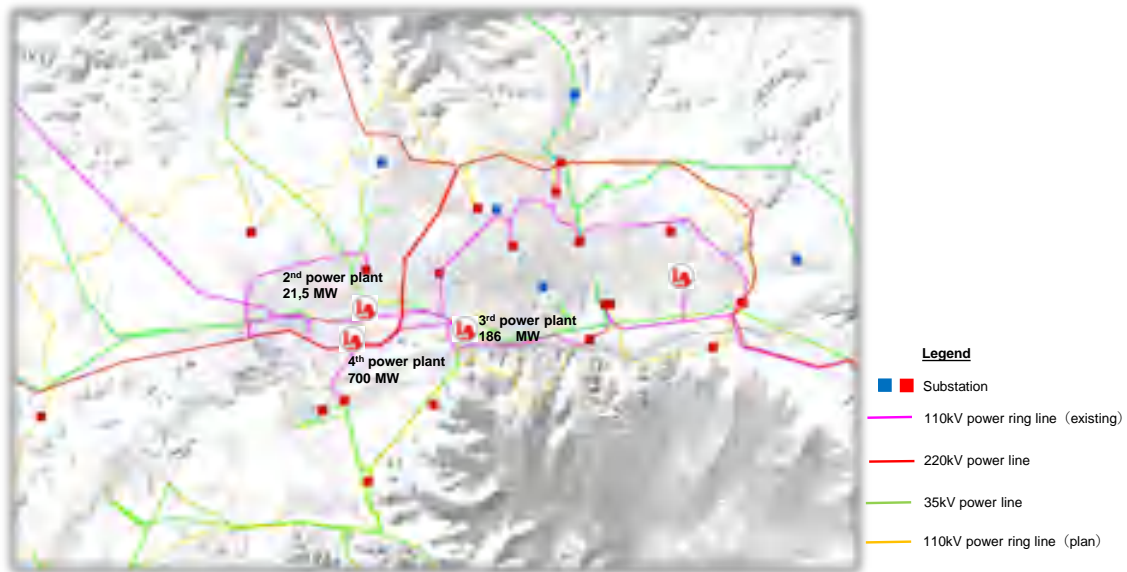 2nd power plant
21,5 MW
3rd power plant
186 MW
4th power plant
700 MW
Legend
Substation
110kV power ring line（existing）
220kV power line
35kV power line
110kV power ring line（plan）